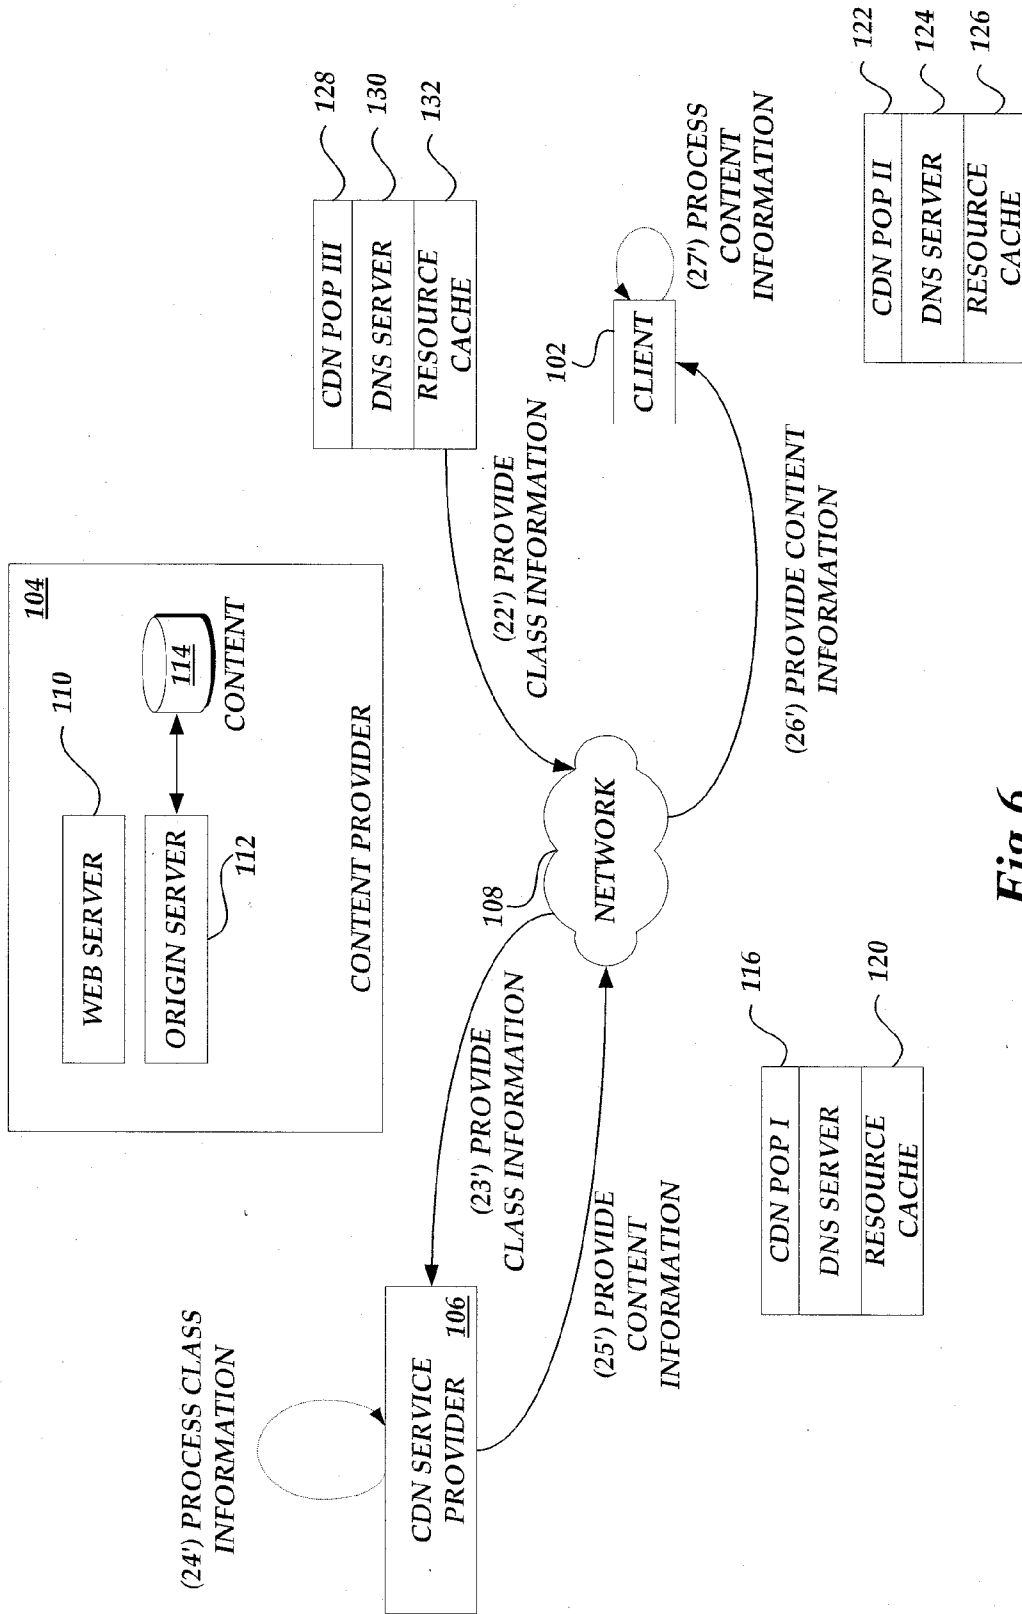 104
WEB SERVER
110
ORIGIN SERVER
112
114
CONTENT
CONTENT PROVIDER
(24') PROCESS CLASS
INFORMATION
CDN SERVICE
PROVIDER
106
(23') PROVIDE
CLASS INFORMATION
(25') PROVIDE
CONTENT
INFORMATION
108
NETWORK
(22') PROVIDE
CLASS INFORMATION
CDN POP III
DNS SERVER
RESOURCE
CACHE
128
130
132
102
CLIENT
(27') PROCESS
CONTENT
INFORMATION
(26') PROVIDE CONTENT
INFORMATION
CDN POP I
DNS SERVER
RESOURCE
CACHE
116
120
CDN POP II
DNS SERVER
RESOURCE
CACHE
122
124
126
Fig.6.